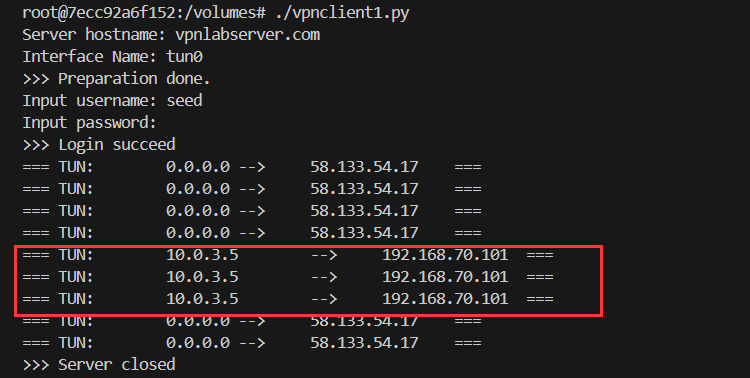 root@7ecc92a6f152:/volumes# ./vpnclient1.py
Server hostname: vpnlabserver.com
Interface Name: tun0
>>> Preparation done.
Input username: seed
Input password:
>>> Login succeed
=== TUN: 0.0.0.0 --> 58.133.54.17 ===
=== TUN: 0.0.0.0 --> 58.133.54.17 ===
=== TUN: 0.0.0.0 --> 58.133.54.17 ===
=== TUN: 0.0.0.0 --> 58.133.54.17 ===
=== TUN: 10.0.3.5 --> 192.168.70.101 ===
=== TUN: 10.0.3.5 --> 192.168.70.101 ===
=== TUN: 10.0.3.5 --> 192.168.70.101 ===
=== TUN: 0.0.0.0 --> 58.133.54.17 ===
=== TUN: 0.0.0.0 --> 58.133.54.17 ===
>>> Server closed